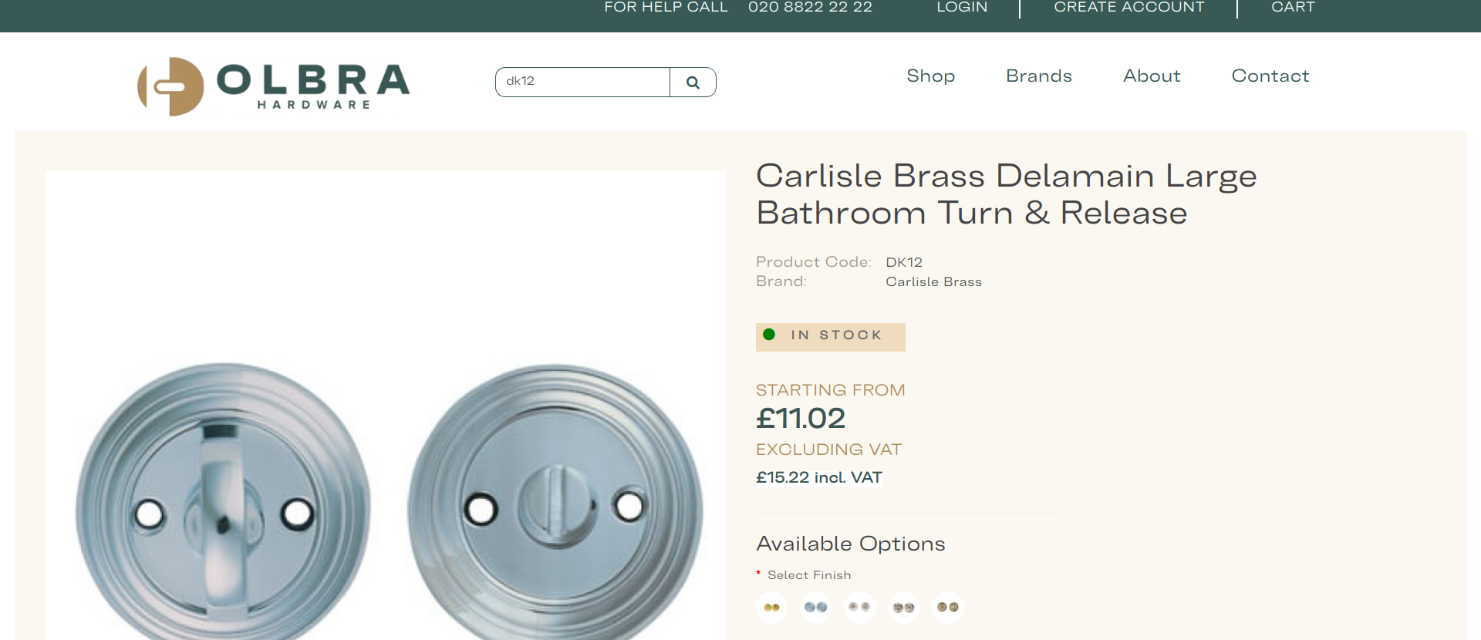 FOR HELP CALL 020 8822 22 22 LOGIN CREATE ACCOUNT CART
OLBRA
HARDWARE
dk12
Shop Brands About Contact
Carlisle Brass Delamain Large
Bathroom Turn & Release
Product Code: DK12
Brand: Carlisle Brass
IN STOCK
STARTING FROM
£11.02
EXCLUDING VAT
£15.22 incl. VAT
Available Options
* Select Finish